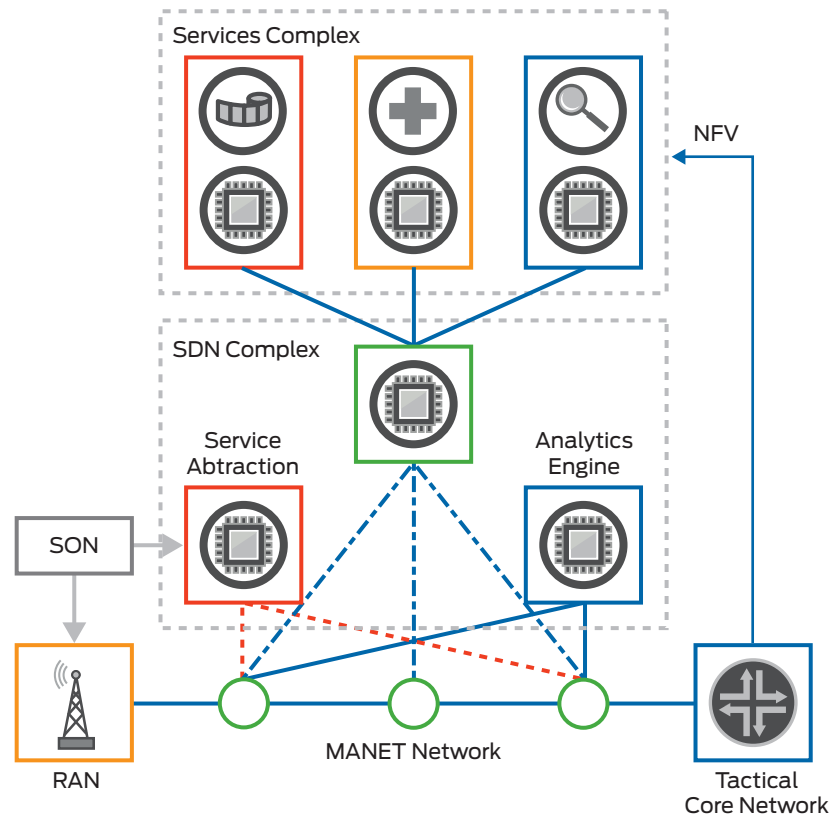 Services Complex
NFV
SDN Complex
Service
Abtraction
Analytics
Engine
SON
RAN
MANET Network
Tactical
Core Network